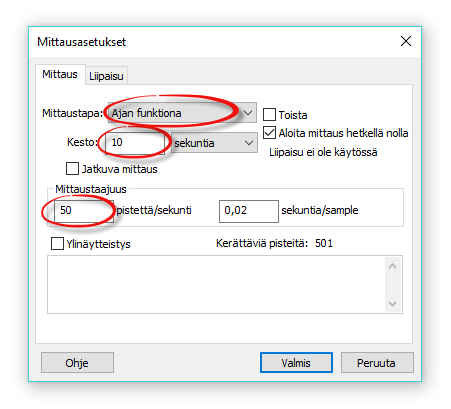 Mittausasetukset
Mittaus Liipaisu
Mittaustapa: Ajan funktiona
Toista
Kesto: 10 sekuntia
Aloita mittaus hetkellä nolla
Liipaisu ei ole käytössä
Jatkuva mittaus
Mittaustaajuus
50 pistettä/sekunti 0,02 sekuntia/sample
Ylinäytteistys Kerättäviä pisteitä: 501
Ohje Valmis Peruuta